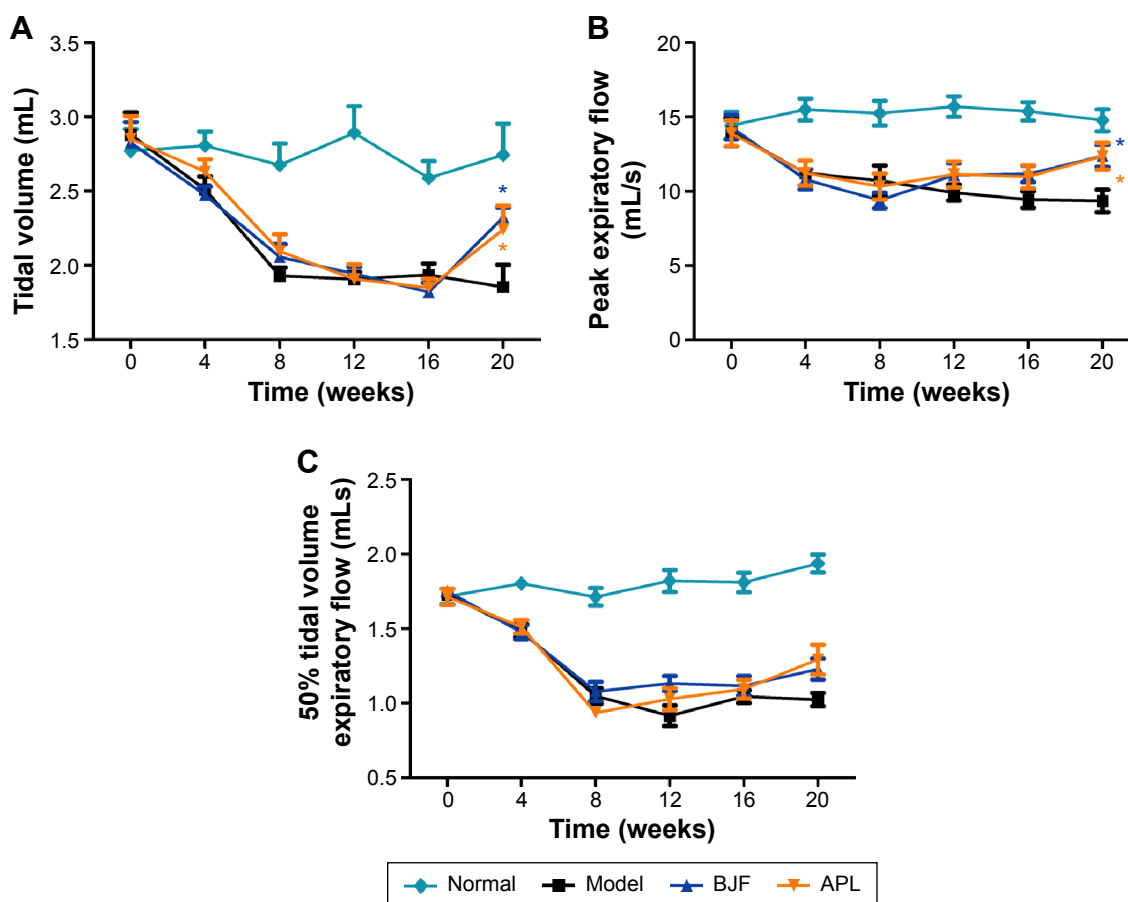 A
Tidal volume (mL)
3.5
3.0
2.5
2.0
1.5
*
*
0 4 8 12 16 20
Time (weeks)
B
Peak expiratory flow
(mL/s)
20
15
10
5
0
*
*
0 4 8 12 16 20
Time (weeks)
C
50% tidal volume
expiratory flow (mLs)
2.5
2.0
1.5
1.0
0.5
0 4 8 12 16 20
Time (weeks)
Normal Model BJF APL